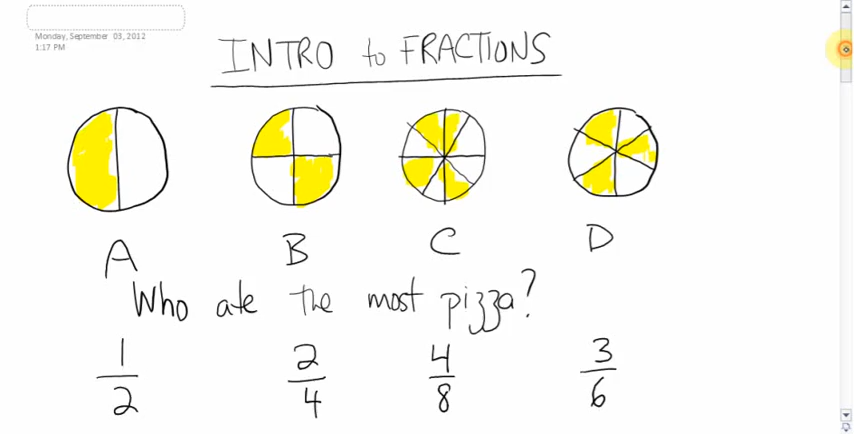 Monday, September 03, 2012
1:17 PM
INTRO to FRACTIONS
A B C D
Who ate the most pizza?
1/2 2/4 4/8 3/6